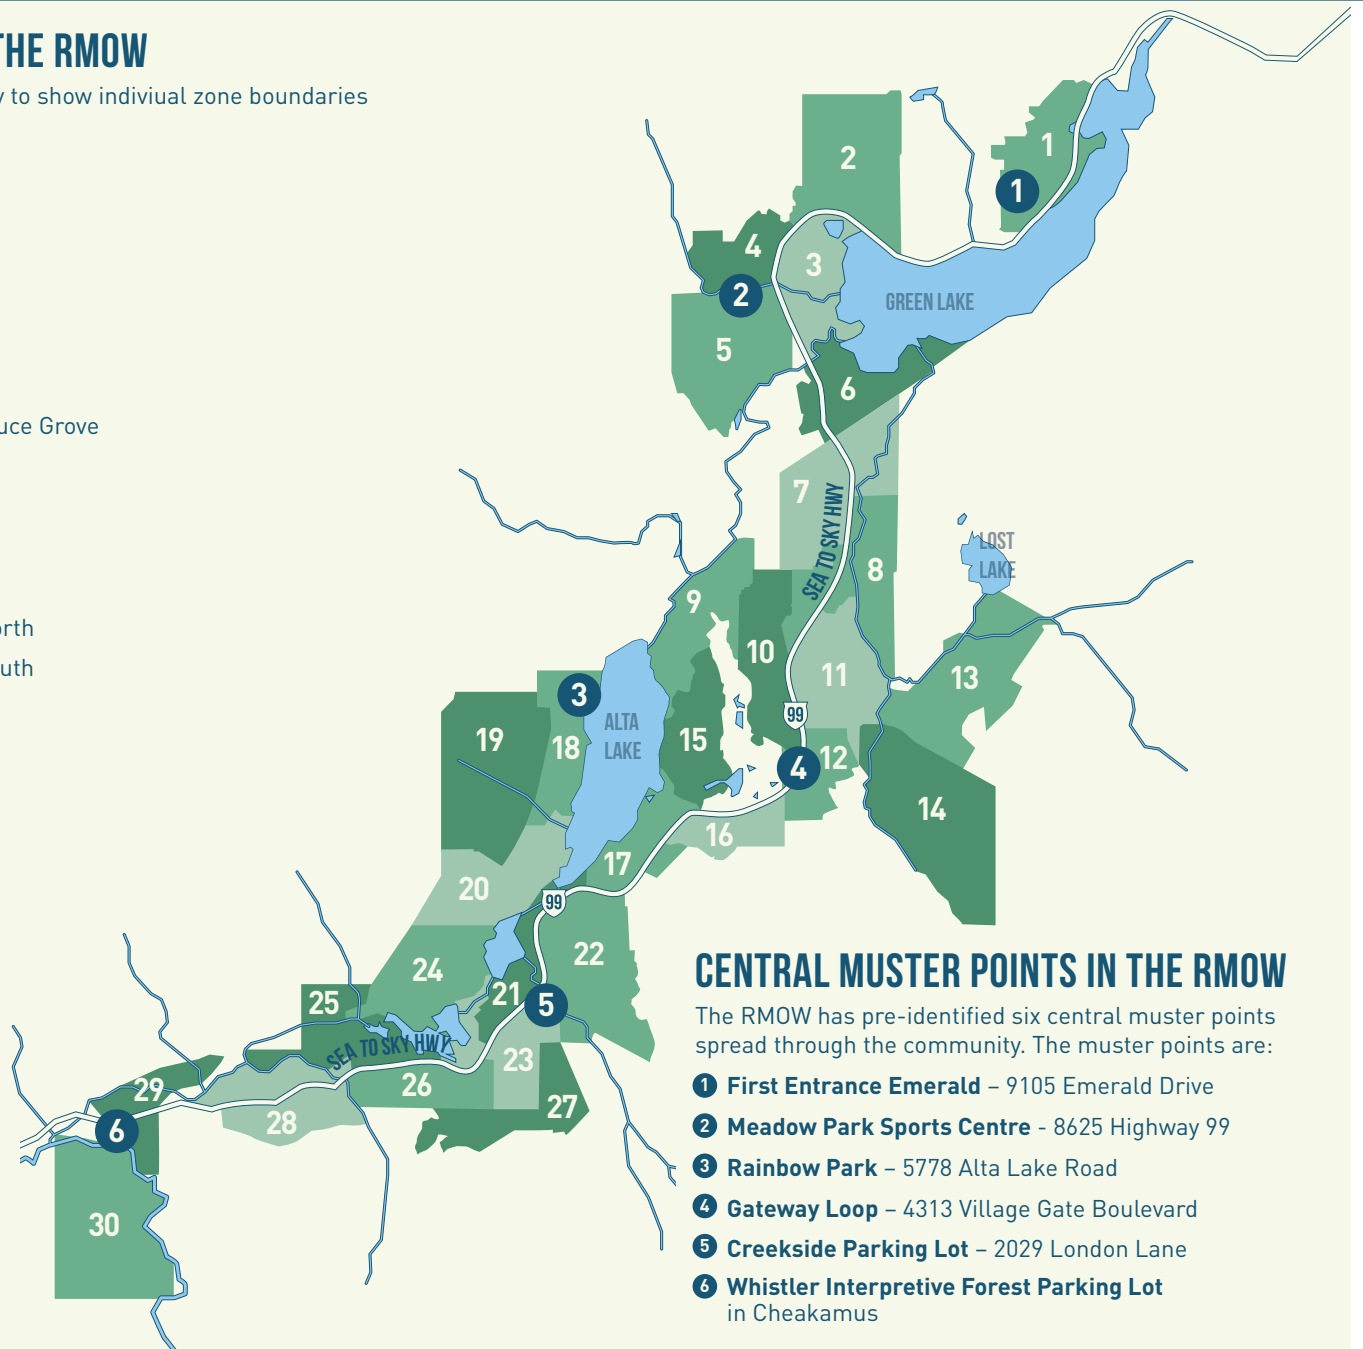 THE RMOW
y to show indiviual zone boundaries
uce Grove
orth
uth
1
1
2
4
3
2
GREEN LAKE
5
6
7
SEA TO SKY HWY
LOST
LAKE
8
9
10
11
13
3
99
ALTA
LAKE
19
18
15
12
4
14
16
17
20
99
22
24
21
25
5
SEA TO SKY HWY
23
26
29
27
28
6
30
CENTRAL MUSTER POINTS IN THE RMOW
The RMOW has pre-identified six central muster points
spread through the community. The muster points are:
1 First Entrance Emerald – 9105 Emerald Drive
2 Meadow Park Sports Centre - 8625 Highway 99
3 Rainbow Park – 5778 Alta Lake Road
4 Gateway Loop – 4313 Village Gate Boulevard
5 Creekside Parking Lot – 2029 London Lane
6 Whistler Interpretive Forest Parking Lot
in Cheakamus